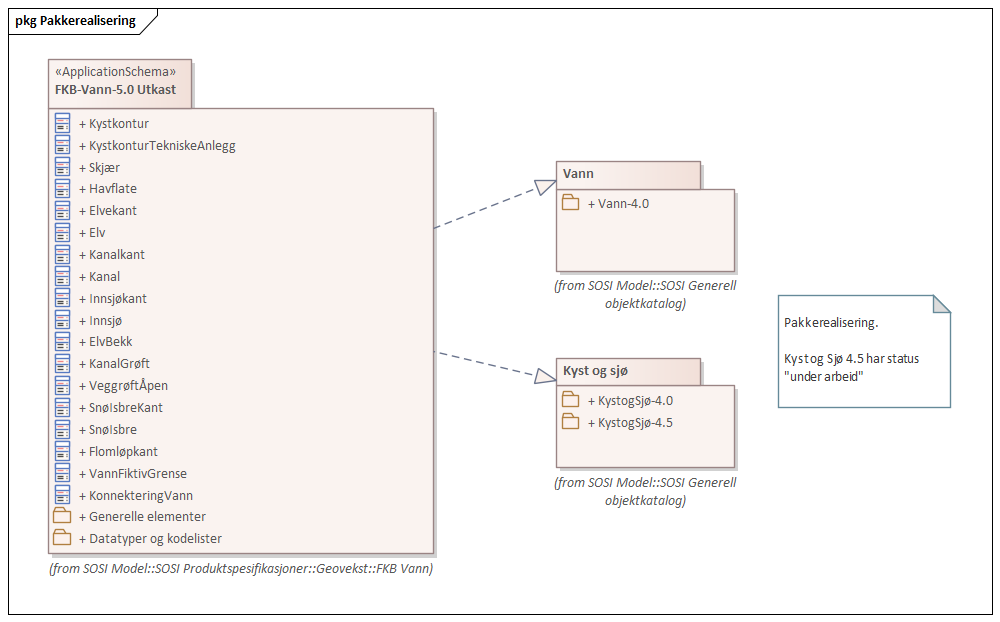 pkg Pakkerealisering
«ApplicationSchema»
FKB-Vann-5.0 Utkast
+ Kystkontur
+ KystkonturTekniskeAnlegg
+ Skjær
+ Havflate
+ Elvekant
+ Elv
+ Kanalkant
+ Kanal
+ Innsjøkant
+ Innsjø
+ ElvBekk
+ KanalGrøft
+ VeggrøftÅpen
+ SnøIsbreKant
+ SnøIsbre
+ Flomløpkant
+ VannFiktivGrense
+ KonnekteringVann
+ Generelle elementer
+ Datatyper og kodelister
(from SOSI Model::SOSI Produktspesifikasjoner::Geovekst::FKB Vann)
Vann
+ Vann-4.0
(from SOSI Model::SOSI Generell
objektkatalog)
Kyst og sjø
+ KystogSjø-4.0
+ KystogSjø-4.5
(from SOSI Model::SOSI Generell
objektkatalog)
Pakkerealisering.
Kyst og Sjø 4.5 har status
"under arbeid"